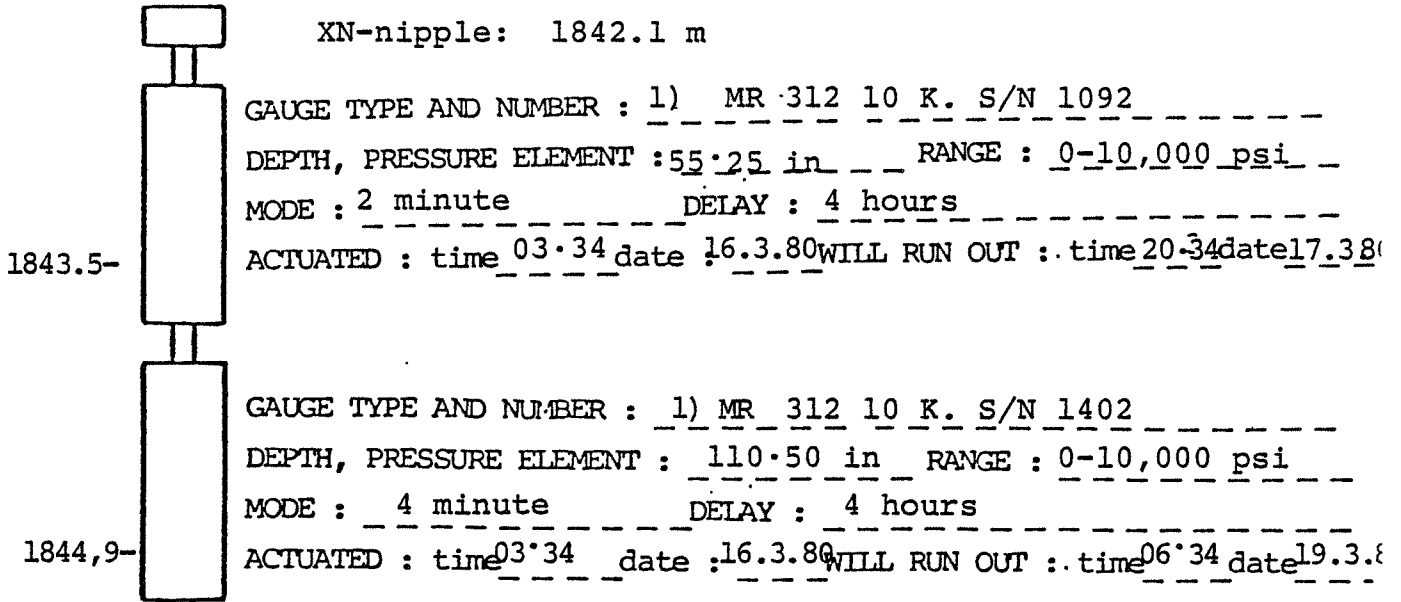 XN-nipple: 1842.1 m
GAUGE TYPE AND NUMBER : 1) MR 312 10 K. S/N 1092
DEPTH, PRESSURE ELEMENT : 55.25 in RANGE : 0-10,000 psi
MODE : 2 minute DELAY : 4 hours
1843.5- ACTUATED : time 03.34 date : 16.3.80 WILL RUN OUT : time 20.34 date 17.3.80
GAUGE TYPE AND NUMBER : 1) MR 312 10 K. S/N 1402
DEPTH, PRESSURE ELEMENT : 110.50 in RANGE : 0-10,000 psi
MODE : 4 minute DELAY : 4 hours
1844,9- ACTUATED : time 03.34 date : 16.3.80 WILL RUN OUT : time 06.34 date 19.3.8